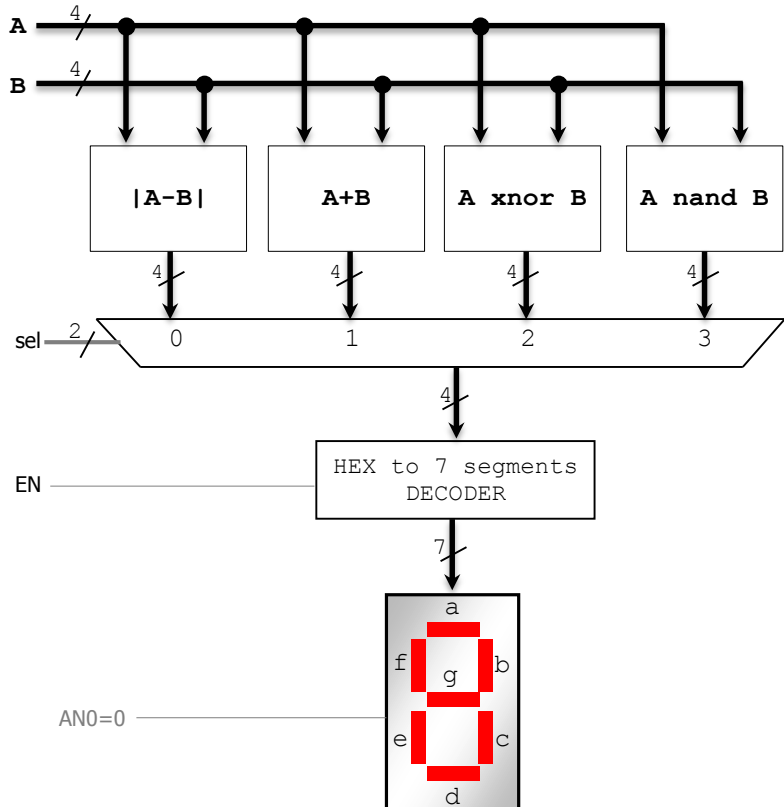 A 4
B 4
|A-B| A+B A xnor B A nand B
4 4 4 4
sel 2 0 1 2 3
4
HEX to 7 segments
EN DECODER
7
a
f b
g
AN0=0
e c
d